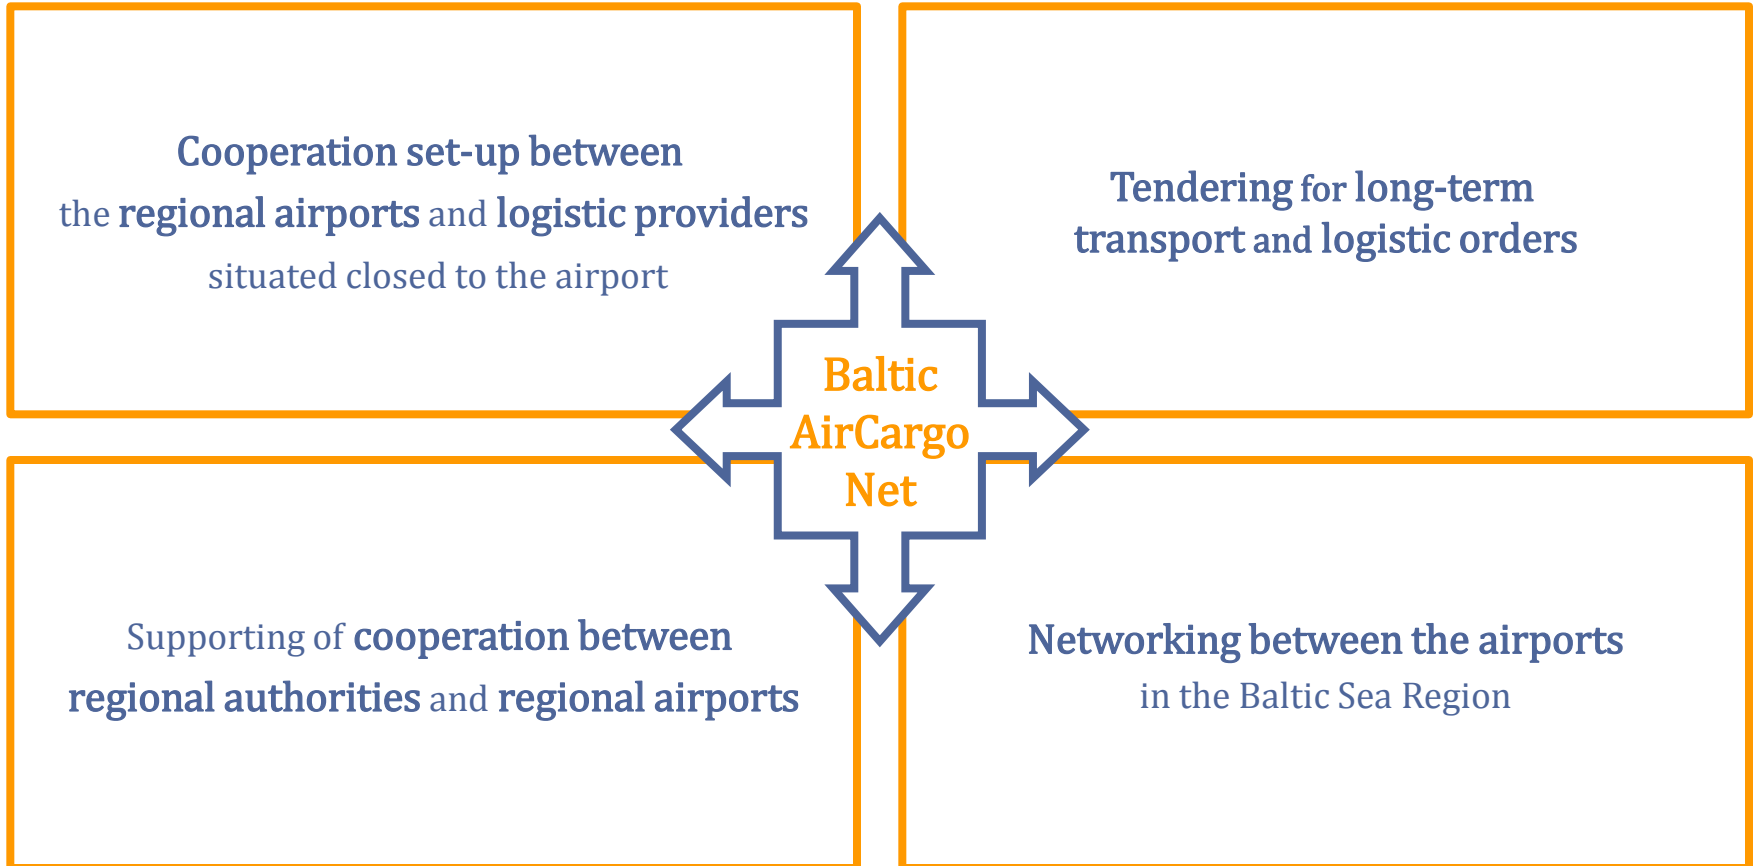 Cooperation set-up between
the regional airports and logistic providers
situated closed to the airport
Tendering for long-term
transport and logistic orders
Baltic
AirCargo
Net
Supporting of cooperation between
regional authorities and regional airports
Networking between the airports
in the Baltic Sea Region